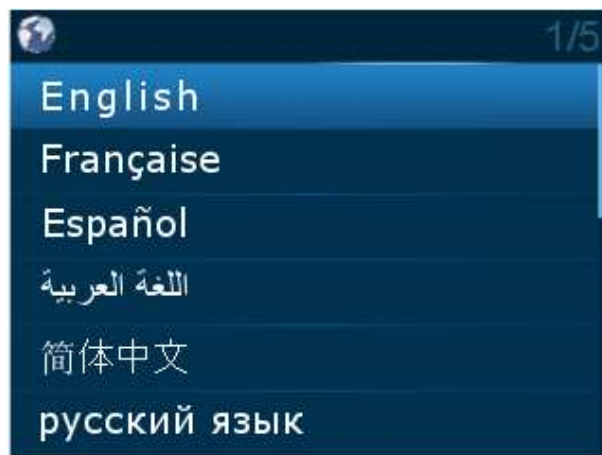 1/5
English
Française
Español
اللغة العربية
简体中文
русский язык